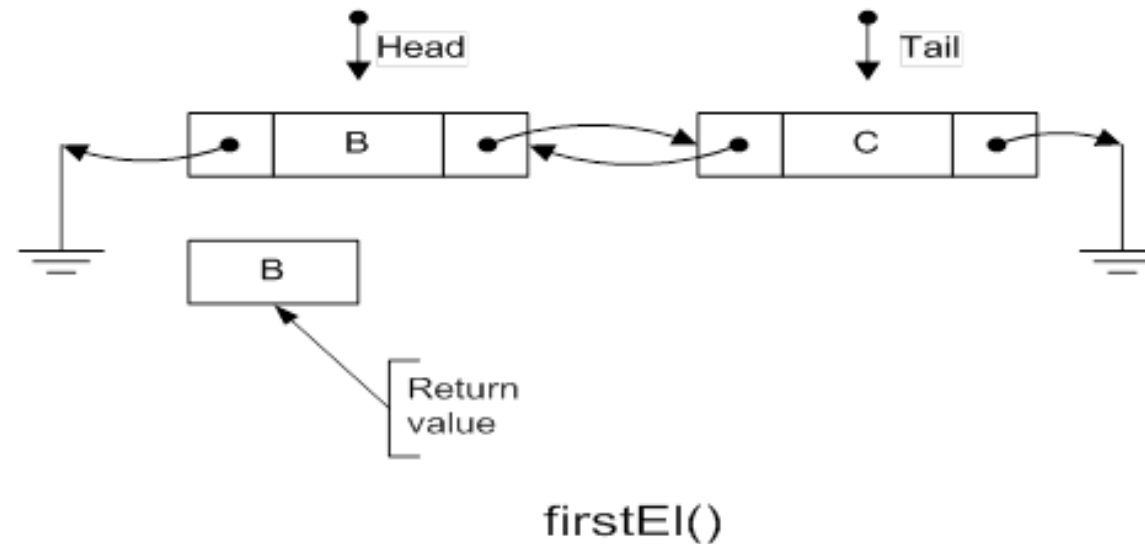 Head
Tail
B
C
B
Return
value
firstEl()